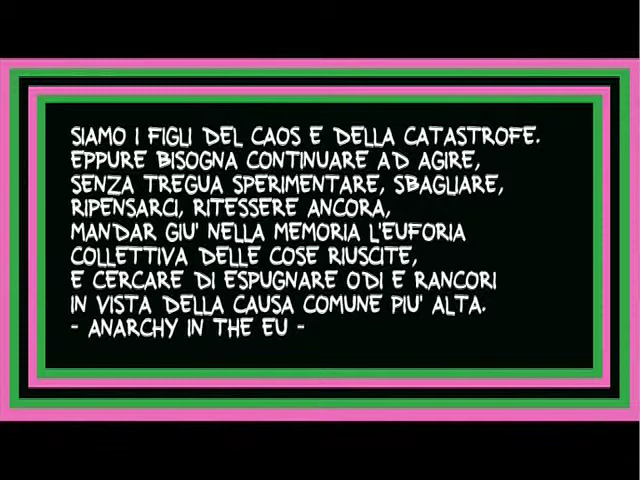 SIAMO I FIGLI DEL CAOS E DELLA CATASTROFE.
EPPURE BISOGNA CONTINUARE AD AGIRE,
SENZA TREGUA SPERIMENTARE, SBAGLIARE,
RIPENSARCI, RITESSERE ANCORA,
MANDAR GIU' NELLA MEMORIA L'EUFORIA
COLLETTIVA DELLE COSE RIUSCITE,
E CERCARE DI ESPUGNARE ODI E RANCORI
IN VISTA DELLA CAUSA COMUNE PIU' ALTA.
- ANARCHY IN THE EU -